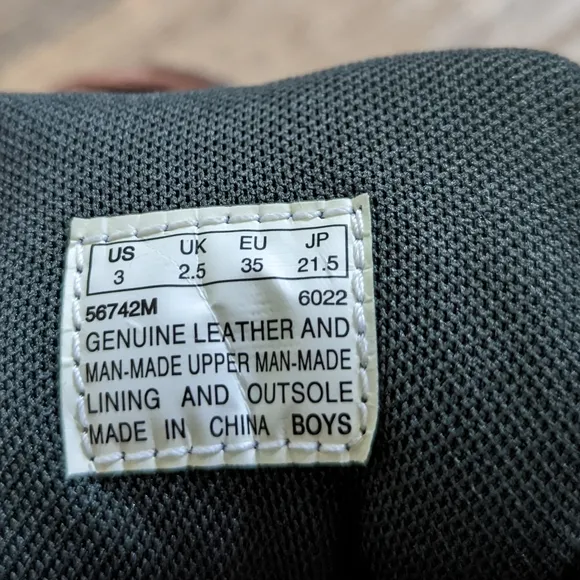 US UK EU JP
3 2.5 35 21.5
56742M 6022
GENUINE LEATHER AND
MAN-MADE UPPER MAN-MADE
LINING AND OUTSOLE
MADE IN CHINA BOYS